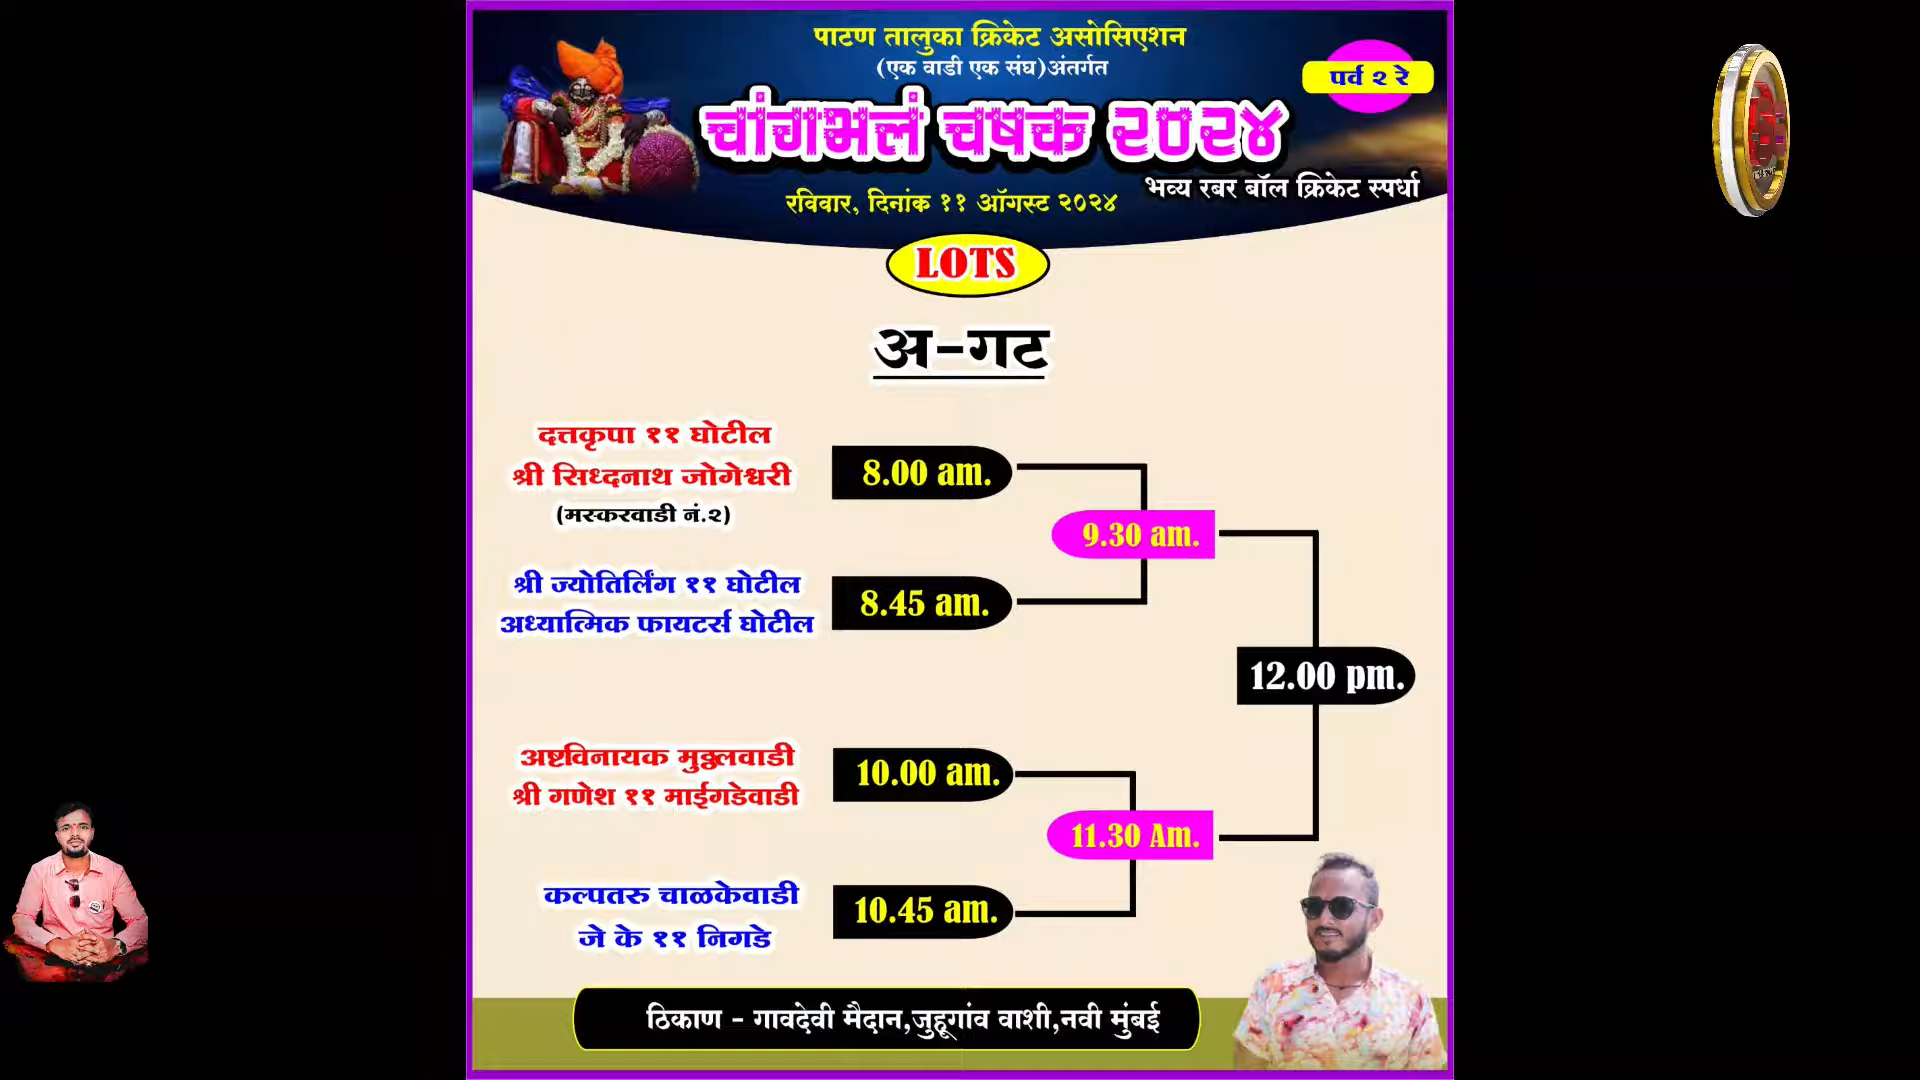 पाटण तालुका क्रिकेट असोसिएशन
(एक वाडी एक संघ)अंतर्गत
पर्व २ रे
चांगभलं चषक २०२४
भव्य रबर बॉल क्रिकेट स्पर्धा
रविवार, दिनांक ११ ऑगस्ट २०२४
LOTS
अ-गट
दत्तकृपा ११ घोटील
श्री सिध्दनाथ जोगेश्वरी
(मस्करवाडी नं.२)
8.00 am.
9.30 am.
श्री ज्योतिर्लिंग ११ घोटील
अध्यात्मिक फायटर्स घोटील
8.45 am.
12.00 pm.
अष्टविनायक मुठ्ठलवाडी
श्री गणेश ११ माईगडेवाडी
10.00 am.
11.30 Am.
कल्पतरु चाळकेवाडी
जे के ११ निगडे
10.45 am.
ठिकाण - गावदेवी मैदान,जुहूगांव वाशी,नवी मुंबई